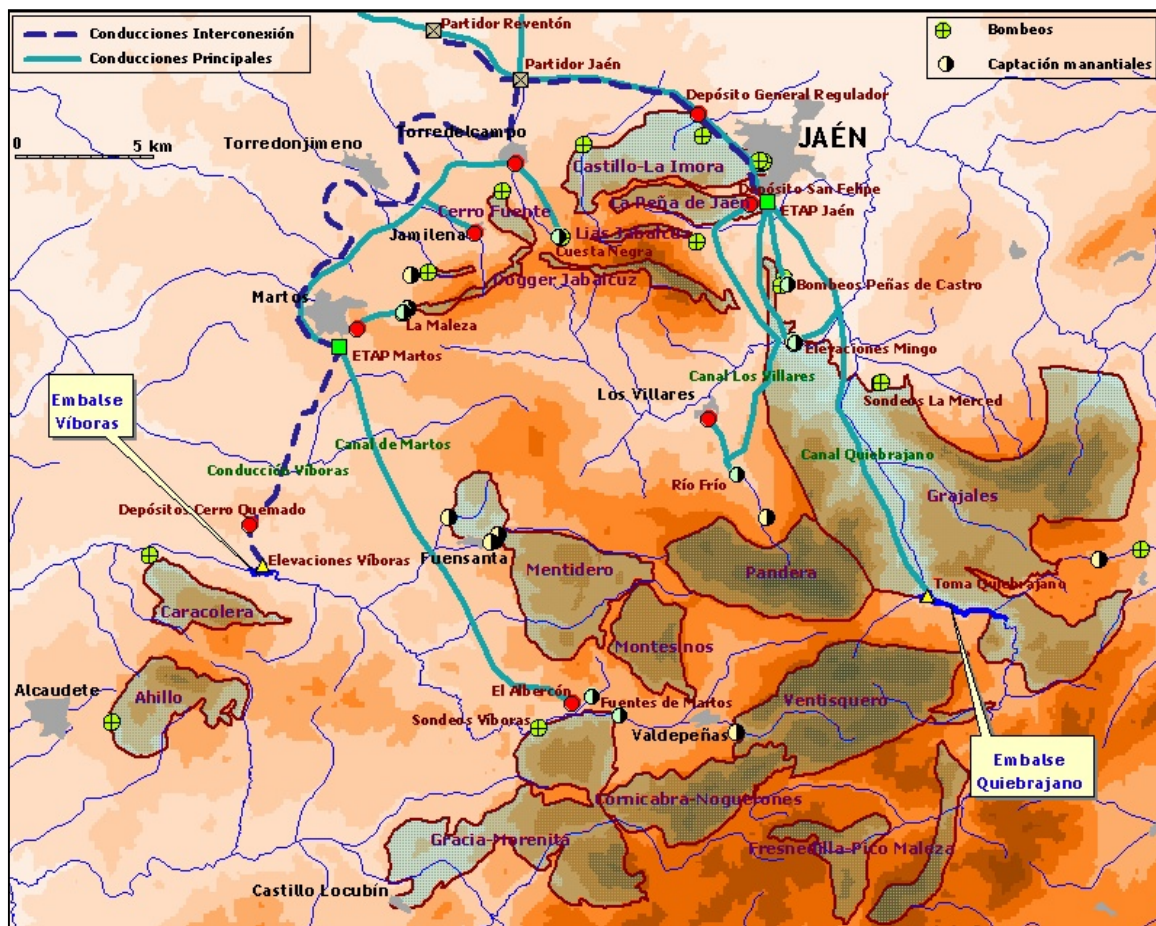 Partidor Reventón
Conducciones Interconexión
Conducciones Principales
Bombeos
Captación manantiales
Partidor Jaén
Depósito General Regulador
0
5 km
Torredonjimeno
Torredelcampo
JAÉN
Castillo-La Imora
Depósito San Felipe
La Peña de Jaén
ETAP Jaén
Cerro Fuente
Jamilena
Lias Jabalcuz
Cuesta Negra
Dogger Jabalcuz
Bombeos Peñas de Castro
Martos
La Maleza
ETAP Martos
Elevaciones Mingo
Canal Los Villares
Los Villares
Sondeos La Merced
Embalse
Víboras
Canal de Martos
Canal Quiebrajano
Conducción Víboras
Río Frío
Grajales
Depósitos Cerro Quemado
Fuensanta
Elevaciones Víboras
Mentidero
Pandera
Toma Quiebrajano
Caracolera
Montesinos
Alcaudete
Ahillo
El Albercón
Fuentes de Martos
Ventisquero
Sondeos Víboras
Valdepeñas
Embalse
Quiebrajano
Cornicabra-Noguerones
Gracia-Morenita
Fresnedilla-Pico Maleza
Castillo Locubín